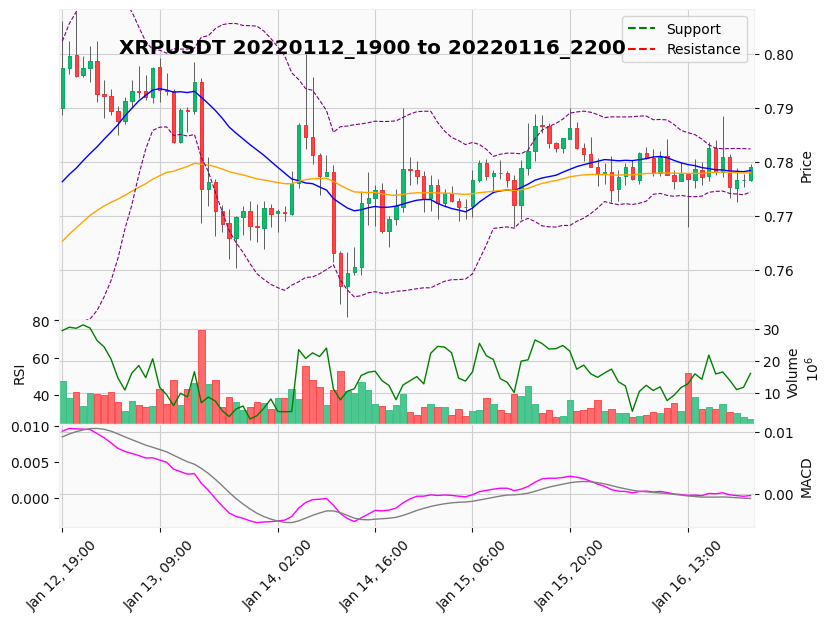 XRPUSDT 20220112_1900 to 20220116_2200
Support
Resistance
0.80
0.79
0.78
0.77
0.76
Price
80
60
40
RSI
30
20
10
Volume
10^6
0.010
0.005
0.000
0.01
0.00
MACD
Jan 12, 19:00
Jan 13, 09:00
Jan 14, 02:00
Jan 14, 16:00
Jan 15, 06:00
Jan 15, 20:00
Jan 16, 13:00